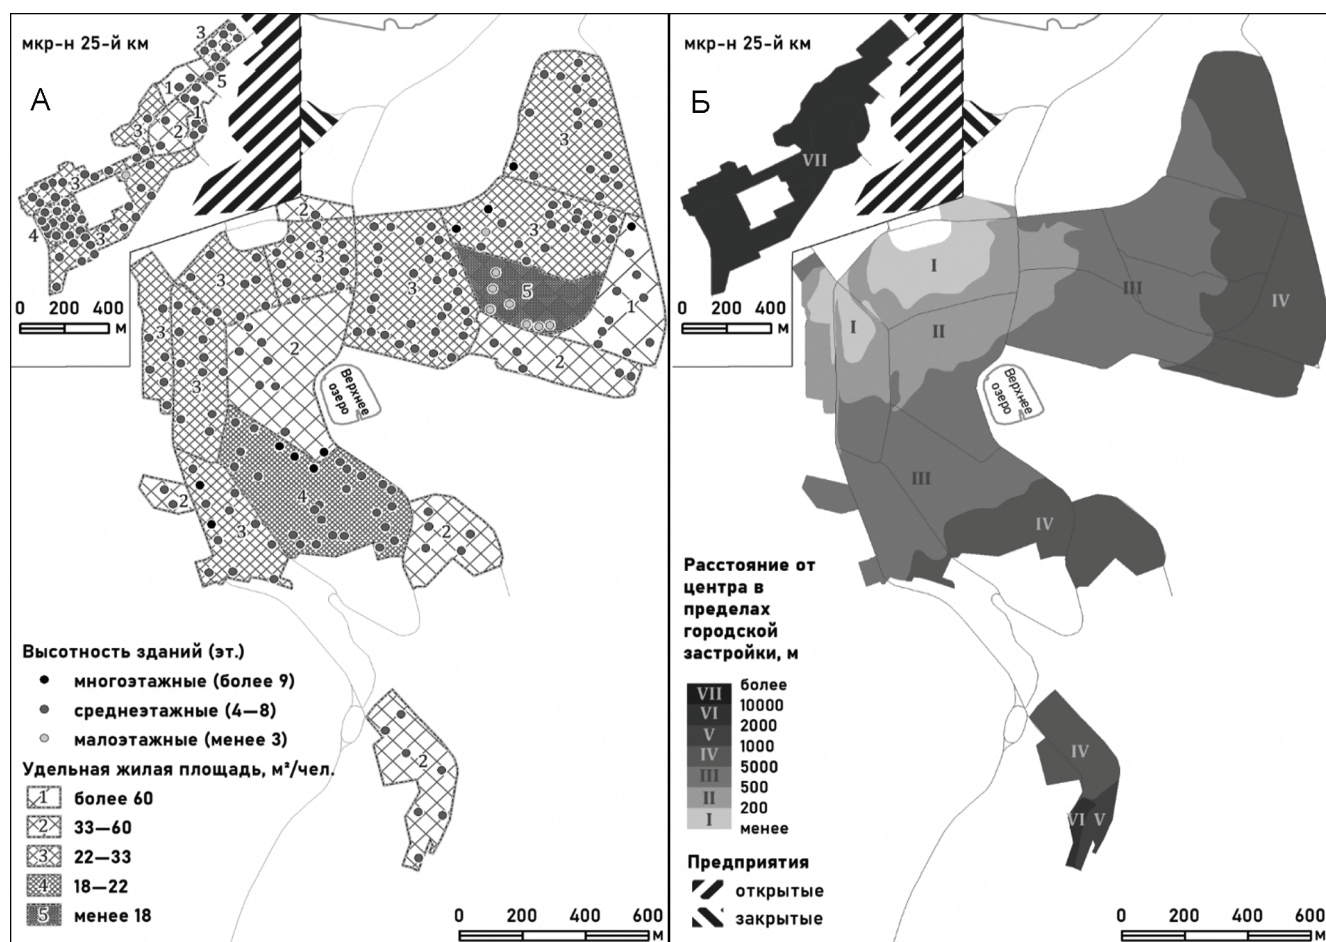 мкр-н 25-й км
А
3
5
1
1
2
3
3
4
3
0 200 400
м
2
3
3
3
3
3
3
5
1
2
2
3
3
4
2
3
2
Верхнее
озеро
2
Высотность зданий (эт.)
многоэтажные (более 9)
среднеэтажные (4—8)
малоэтажные (менее 3)
Удельная жилая площадь, м²/чел.
1 более 60
2 33—60
3 22—33
4 18—22
5 менее 18
0 200 400 600
м
мкр-н 25-й км
Б
VII
0 200 400
м
I
I
II
III
IV
Верхнее
озеро
III
IV
IV
VI V
Расстояние от
центра в
пределах
городской
застройки, м
более
VII
10000
VI
2000
V
1000
IV
5000
III
500
II
200
I
менее
Предприятия
открытые
закрытые
0 200 400 600
м